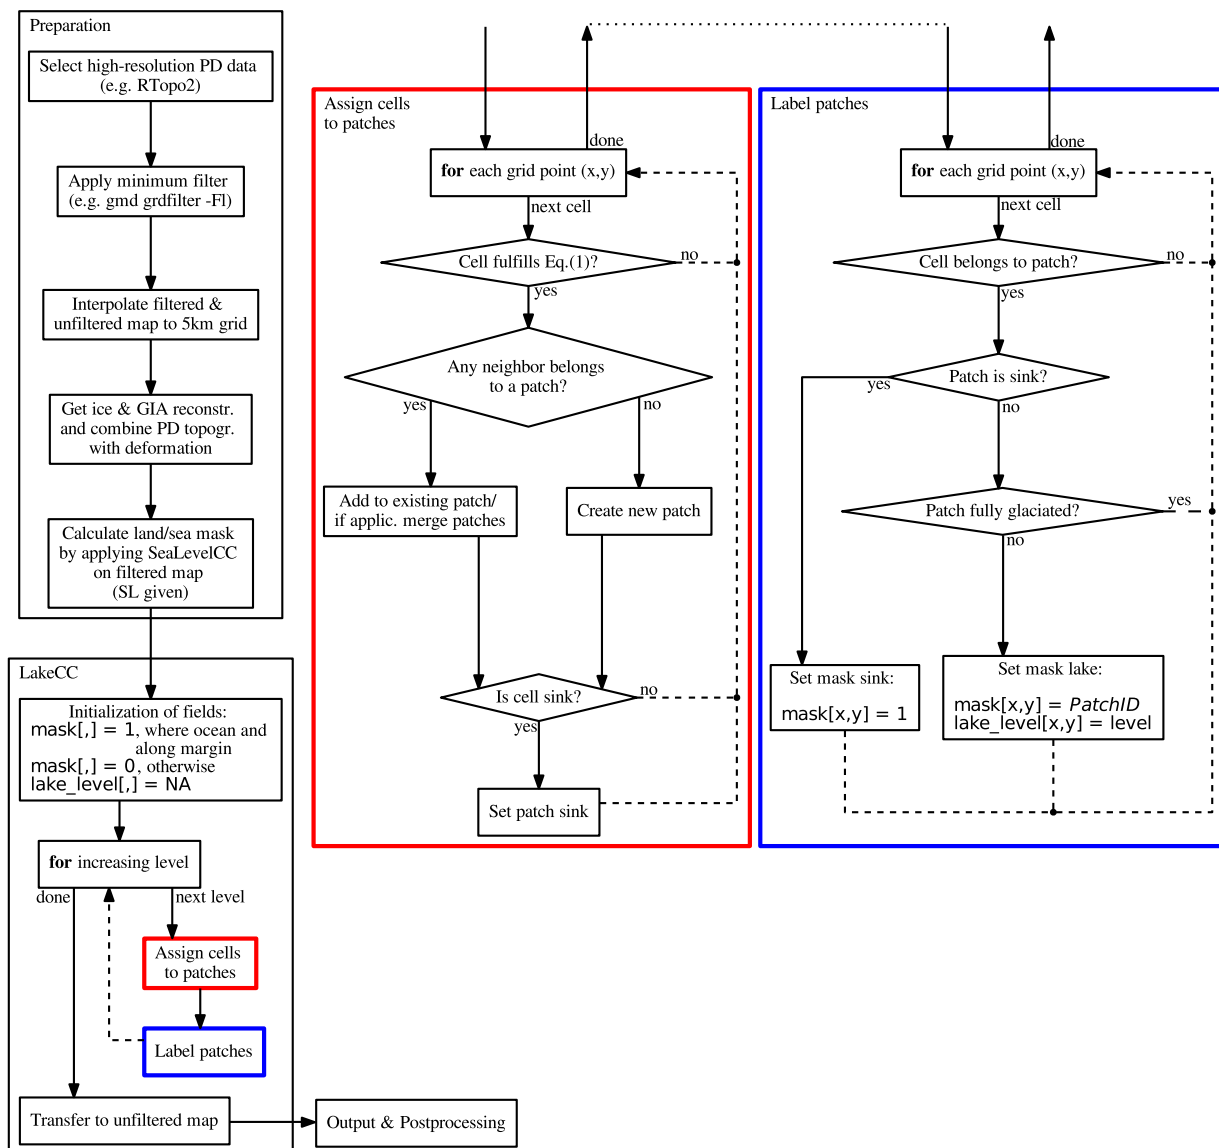 Preparation
Select high-resolution PD data
(e.g. RTopo2)
Apply minimum filter
(e.g. gmd grdfilter -Fl)
Interpolate filtered &
unfiltered map to 5km grid
Get ice & GIA reconstr.
and combine PD topogr.
with deformation
Calculate land/sea mask
by applying SeaLevelCC
on filtered map
(SL given)
LakeCC
Initialization of fields:
mask[,] = 1, where ocean and
along margin
mask[,] = 0, otherwise
lake_level[,] = NA
for increasing level
done
next level
Assign cells
to patches
Label patches
Transfer to unfiltered map
Output & Postprocessing
Assign cells
to patches
done
for each grid point (x,y)
next cell
Cell fulfills Eq.(1)?
no
yes
Any neighbor belongs
to a patch?
yes
no
Add to existing patch/
if applic. merge patches
Create new patch
Is cell sink?
no
yes
Set patch sink
Label patches
done
for each grid point (x,y)
next cell
Cell belongs to patch?
no
yes
Patch is sink?
yes
no
Patch fully glaciated?
yes
no
Set mask sink:
mask[x,y] = 1
Set mask lake:
mask[x,y] = PatchID
lake_level[x,y] = level